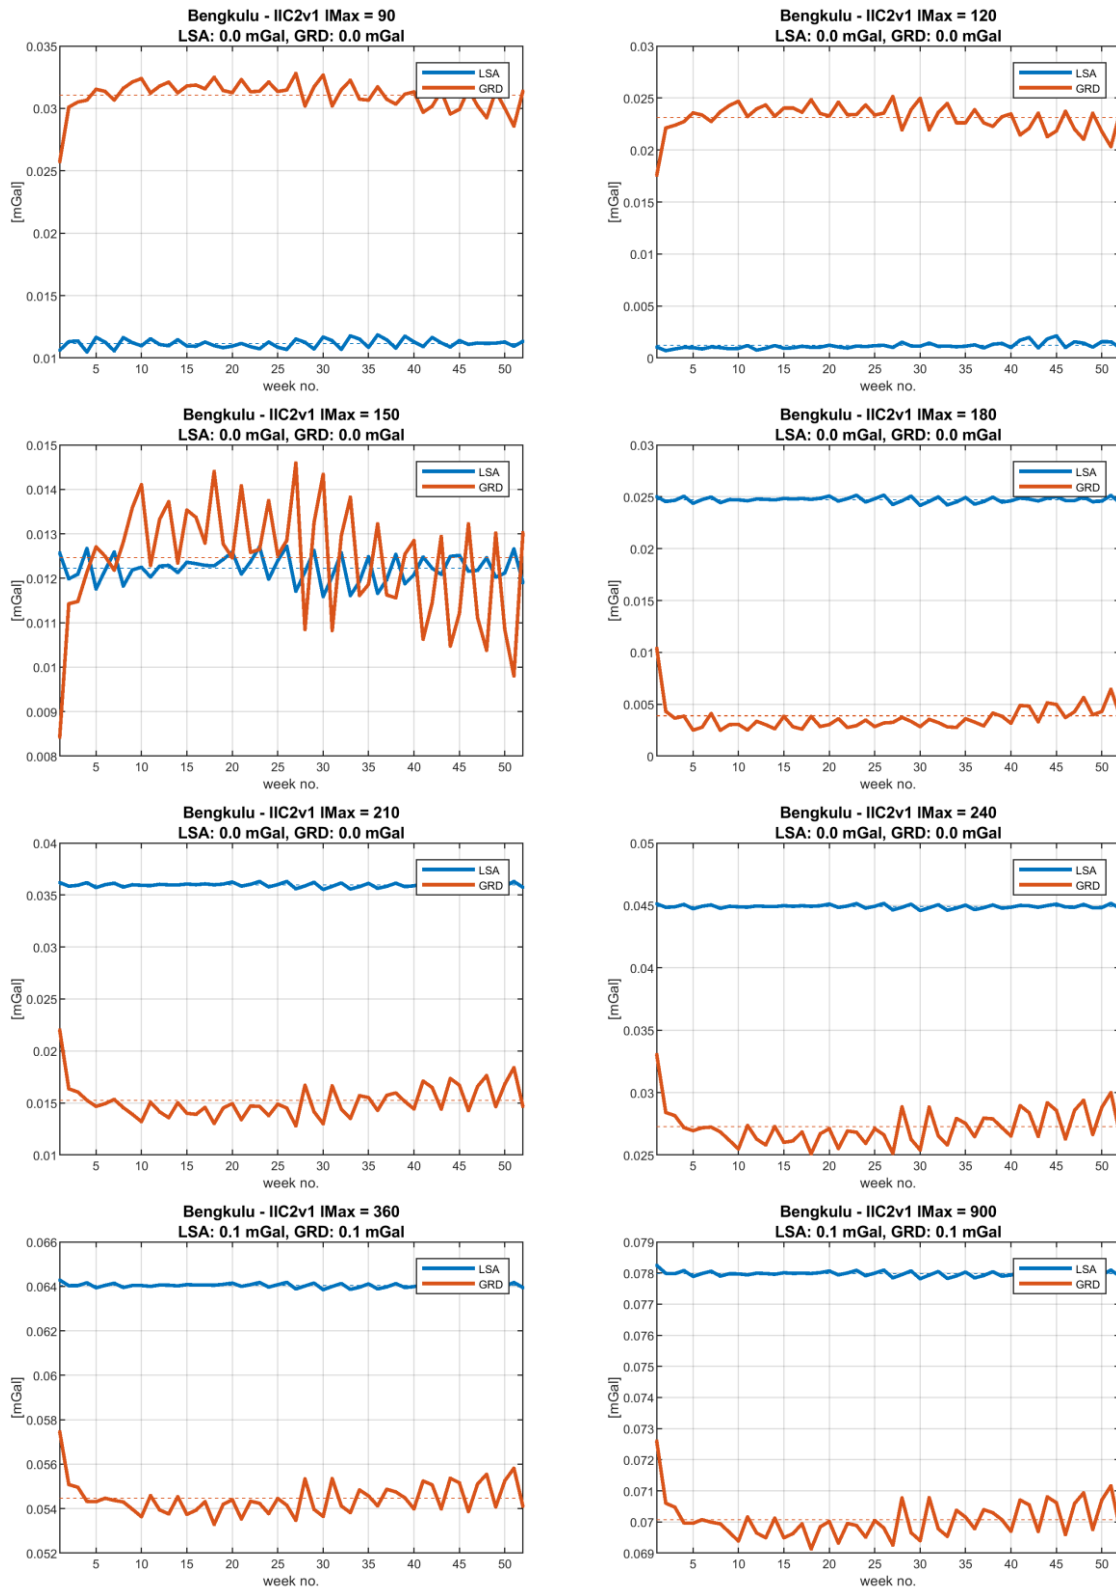 Bengkulu - IIC2v1 lMax = 90
LSA: 0.0 mGal, GRD: 0.0 mGal
0.035
0.03
0.025
0.02
0.015
0.01
[mGal]
LSA
GRD
5 10 15 20 25 30 35 40 45 50
week no.
Bengkulu - IIC2v1 lMax = 120
LSA: 0.0 mGal, GRD: 0.0 mGal
0.03
0.025
0.02
0.015
0.01
0.005
0
[mGal]
LSA
GRD
5 10 15 20 25 30 35 40 45 50
week no.
Bengkulu - IIC2v1 lMax = 150
LSA: 0.0 mGal, GRD: 0.0 mGal
0.015
0.014
0.013
0.012
0.011
0.01
0.009
0.008
[mGal]
LSA
GRD
5 10 15 20 25 30 35 40 45 50
week no.
Bengkulu - IIC2v1 lMax = 180
LSA: 0.0 mGal, GRD: 0.0 mGal
0.03
0.025
0.02
0.015
0.01
0.005
0
[mGal]
LSA
GRD
5 10 15 20 25 30 35 40 45 50
week no.
Bengkulu - IIC2v1 lMax = 210
LSA: 0.0 mGal, GRD: 0.0 mGal
0.04
0.035
0.03
0.025
0.02
0.015
0.01
[mGal]
LSA
GRD
5 10 15 20 25 30 35 40 45 50
week no.
Bengkulu - IIC2v1 lMax = 240
LSA: 0.0 mGal, GRD: 0.0 mGal
0.05
0.045
0.04
0.035
0.03
0.025
[mGal]
LSA
GRD
5 10 15 20 25 30 35 40 45 50
week no.
Bengkulu - IIC2v1 lMax = 360
LSA: 0.1 mGal, GRD: 0.1 mGal
0.066
0.064
0.062
0.06
0.058
0.056
0.054
0.052
[mGal]
LSA
GRD
5 10 15 20 25 30 35 40 45 50
week no.
Bengkulu - IIC2v1 lMax = 900
LSA: 0.1 mGal, GRD: 0.1 mGal
0.079
0.078
0.077
0.076
0.075
0.074
0.073
0.072
0.071
0.07
0.069
[mGal]
LSA
GRD
5 10 15 20 25 30 35 40 45 50
week no.